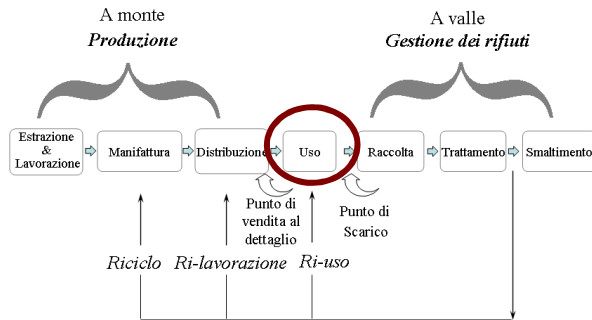 A monte
Produzione
A valle
Gestione dei rifiuti
Estrazione
&
Lavorazione
Manifattura
Distribuzione
Uso
Raccolta
Trattamento
Smaltimento
Punto di
vendita al
dettaglio
Punto di
Scarico
Riciclo
Ri-lavorazione
Ri-uso